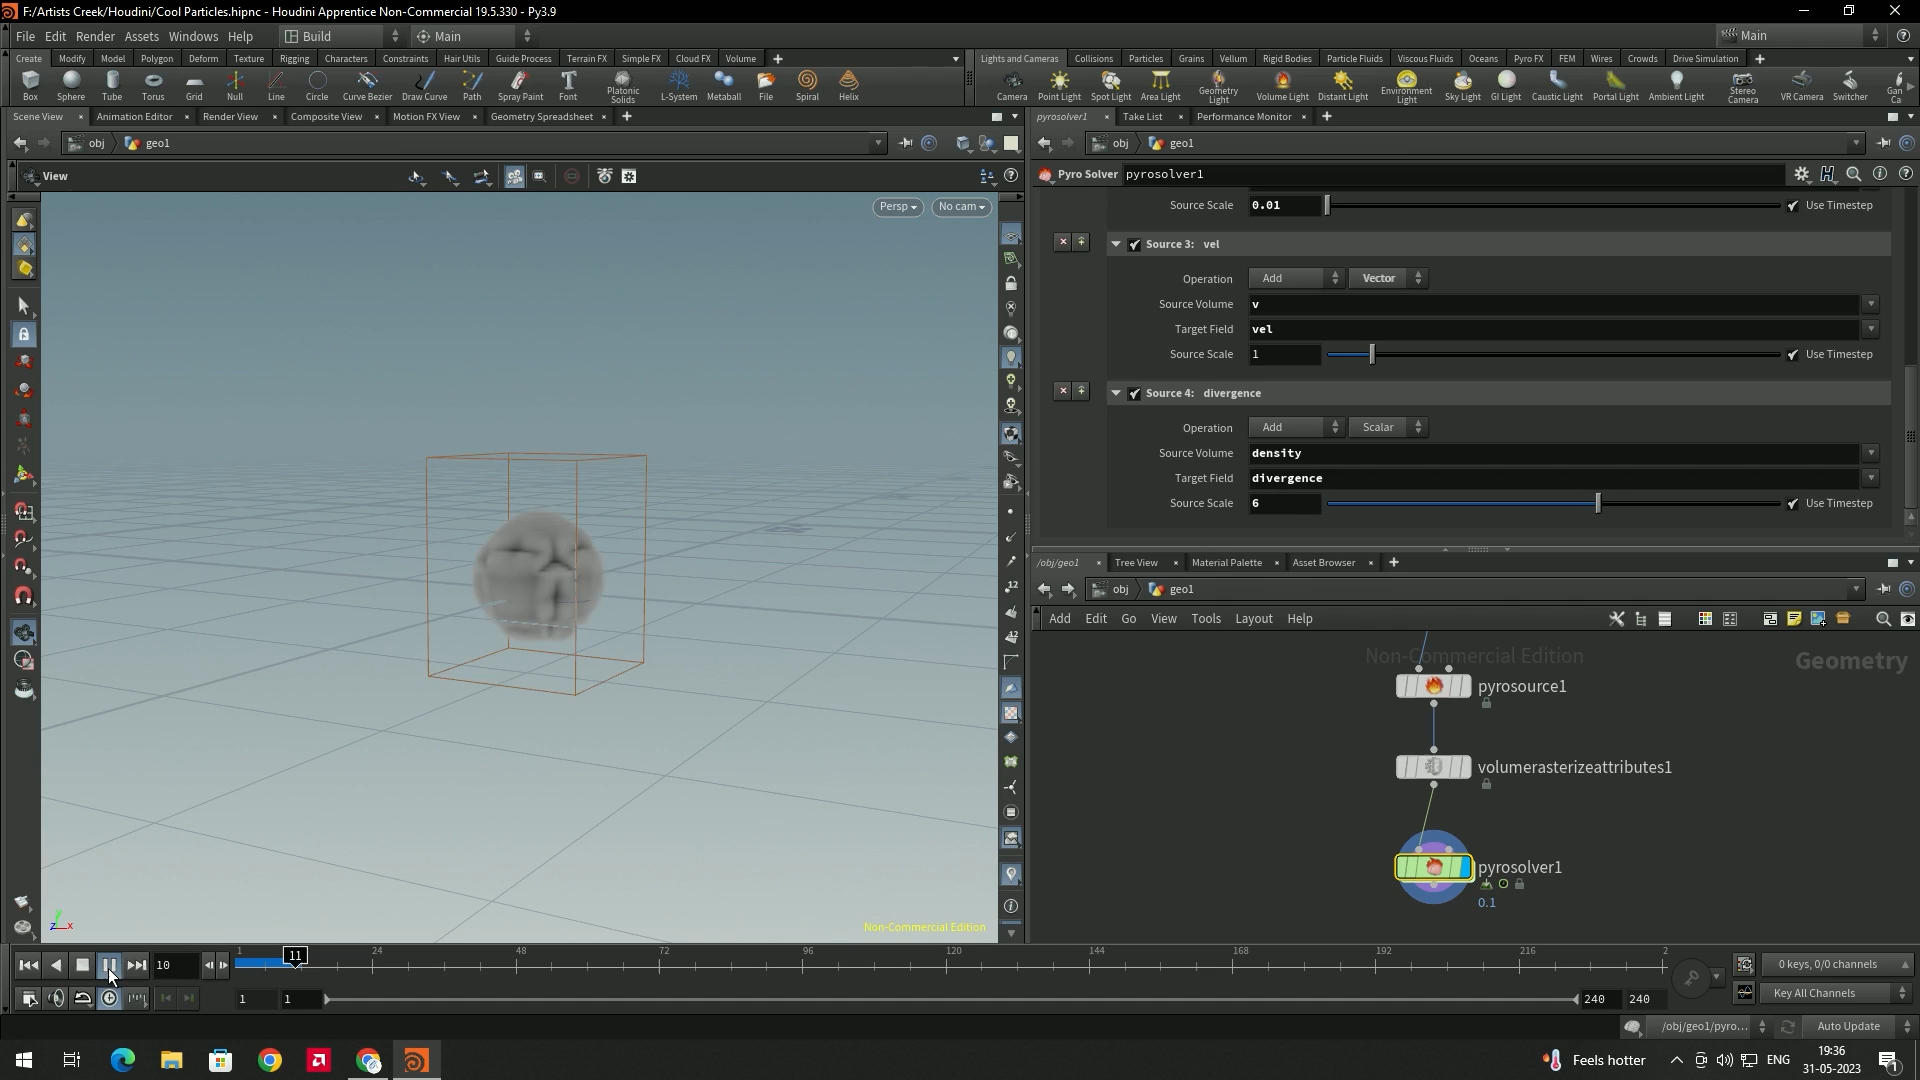 F:/Artists Creek/Houdini/Cool Particles.hipnc - Houdini Apprentice Non-Commercial 19.5.330 - Py3.9
File Edit Render Assets Windows Help Build Main Main
Create Modify Model Polygon Deform Texture Rigging Characters Constraints Hair Utils Guide Process Terrain FX Simple FX Cloud FX Volume
Lights and Cameras Collisions Particles Grains Vellum Rigid Bodies Particle Fluids Viscous Fluids Oceans Pyro FX FEM Wires Crowds Drive Simulation
Box Sphere Tube Torus Grid Null Line Circle Curve Bezier Draw Curve Path Spray Paint Font Platonic Solids L-System Metaball File Spiral Helix
Camera Point Light Spot Light Area Light Geometry Light Volume Light Distant Light Environment Light Sky Light GI Light Caustic Light Portal Light Ambient Light Stereo Camera VR Camera Switcher Gan Ca
Scene View Animation Editor Render View Composite View Motion FX View Geometry Spreadsheet
pyrosolver1 Take List Performance Monitor
obj geo1
obj geo1
View
Pyro Solver pyrosolver1
Persp No cam
Source Scale 0.01 Use Timestep
Source 3: vel
Operation Add Vector
Source Volume v
Target Field vel
Source Scale 1 Use Timestep
Source 4: divergence
Operation Add Scalar
Source Volume density
Target Field divergence
Source Scale 6 Use Timestep
/obj/geo1 Tree View Material Palette Asset Browser
obj geo1
Add Edit Go View Tools Layout Help
Non-Commercial Edition
Geometry
pyrosource1
volumerasterizeattributes1
pyrosolver1
0.1
12
12
z x
Non-Commercial Edition
10 1 11 24 48 72 96 120 144 168 192 216 2
0 keys, 0/0 channels
1 1 240 240
Key All Channels
/obj/geo1/pyro... Auto Update
Feels hotter ENG 19:36
31-05-2023
1